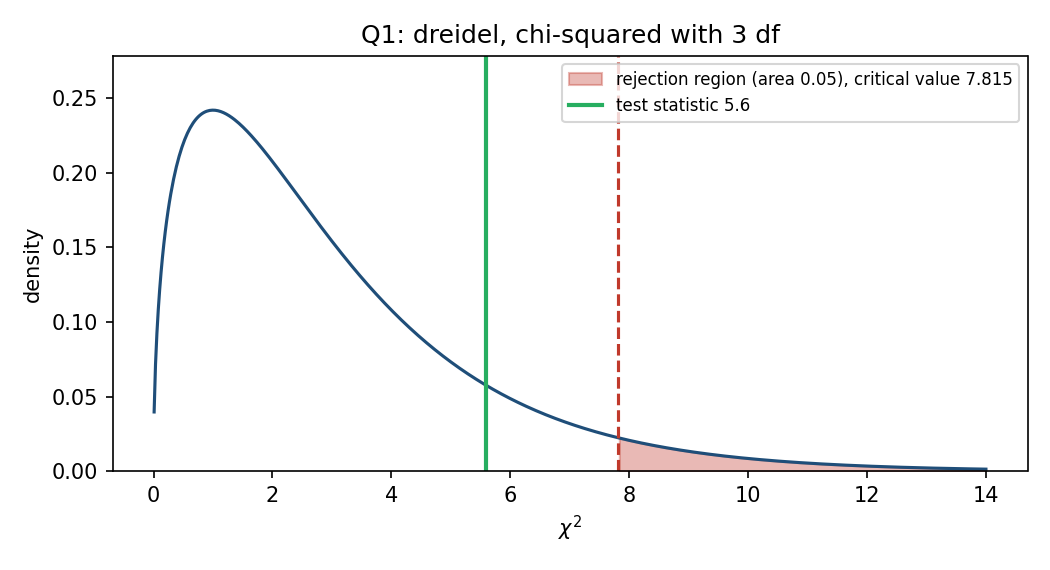 Q1: dreidel, chi-squared with 3 df
rejection region (area 0.05), critical value 7.815
test statistic 5.6
density
0.25
0.20
0.15
0.10
0.05
0.00
0 2 4 6 8 10 12 14
χ²